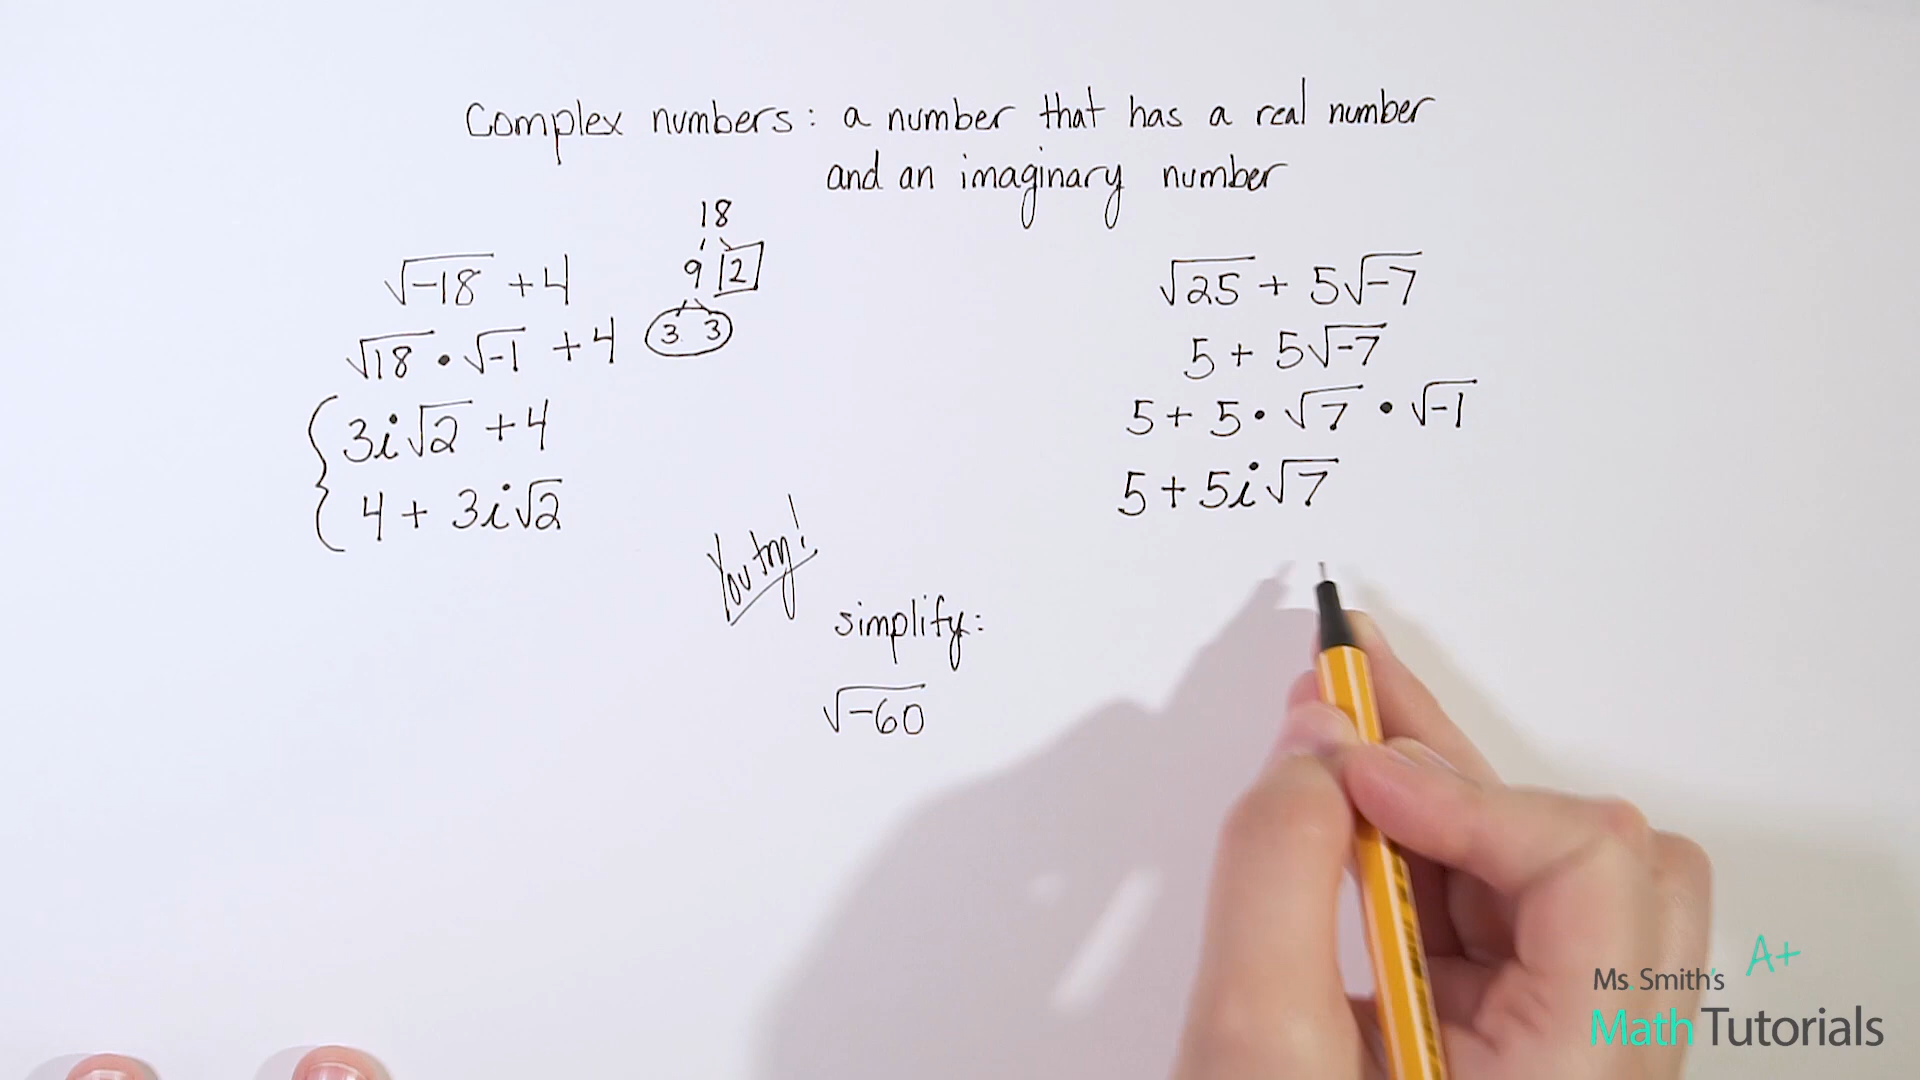 Complex numbers: a number that has a real number
and an imaginary number
18
9 2
3 3
√-18 + 4
√18 • √-1 + 4
3i√2 + 4
4 + 3i√2
√25 + 5√-7
5 + 5√-7
5 + 5 • √7 • √-1
5 + 5i√7
You try!
simplify:
√-60
Ms. Smith's A+
Math Tutorials